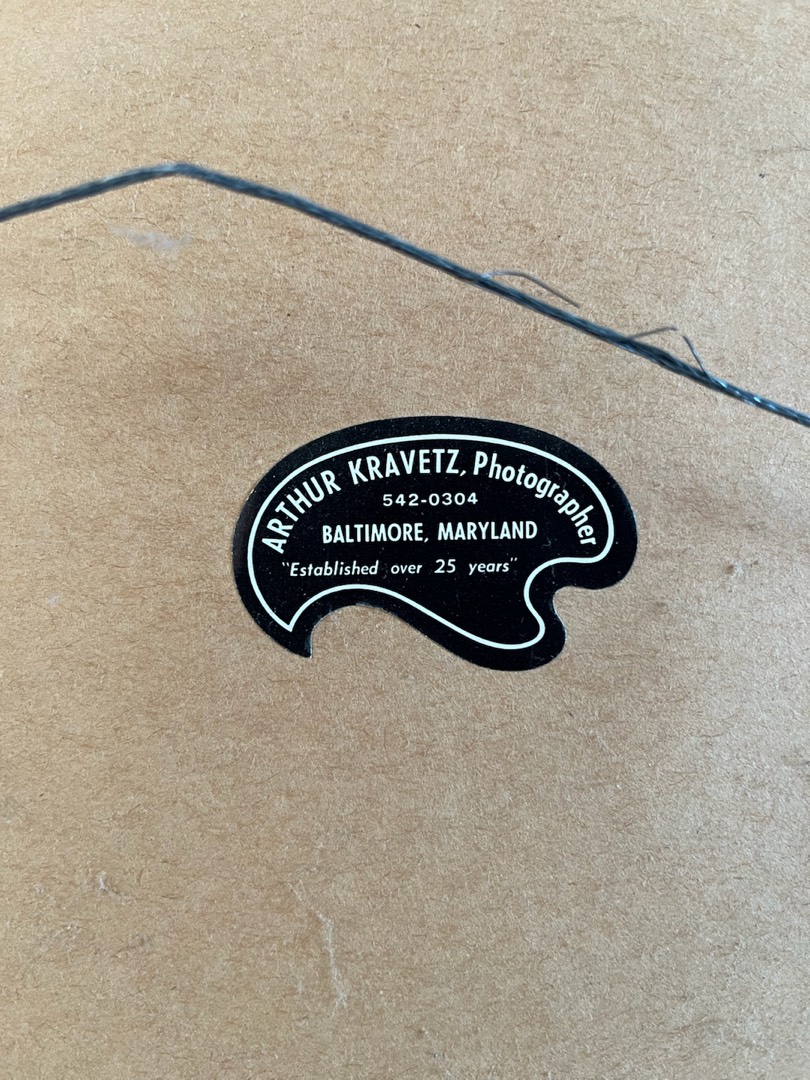 ARTHUR KRAVETZ, Photographer
542-0304
BALTIMORE, MARYLAND
"Established over 25 years"